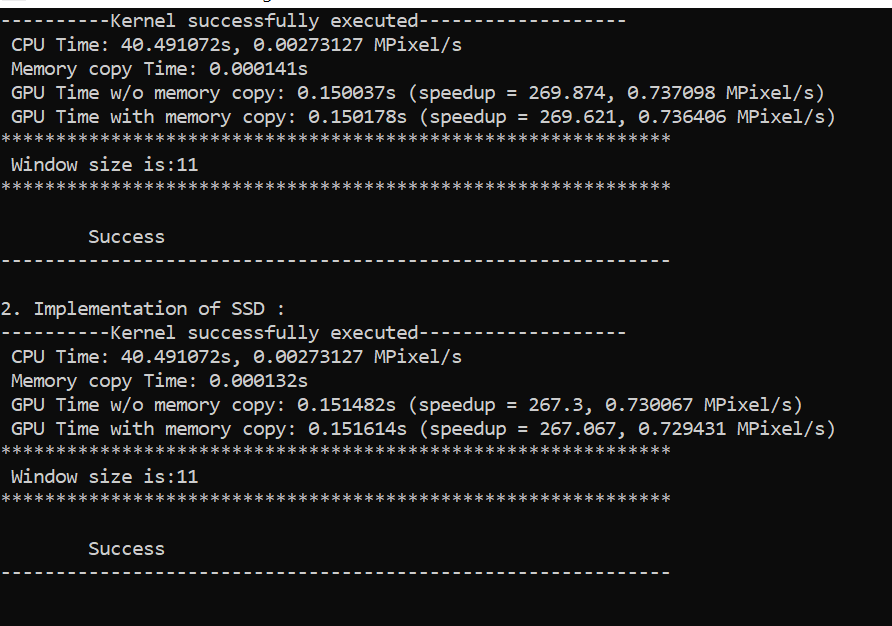 ----------Kernel successfully executed-------------------
CPU Time: 40.491072s, 0.00273127 MPixel/s
Memory copy Time: 0.000141s
GPU Time w/o memory copy: 0.150037s (speedup = 269.874, 0.737098 MPixel/s)
GPU Time with memory copy: 0.150178s (speedup = 269.621, 0.736406 MPixel/s)
*************************************************************
Window size is:11
*************************************************************
Success
-------------------------------------------------------------
2. Implementation of SSD :
----------Kernel successfully executed-------------------
CPU Time: 40.491072s, 0.00273127 MPixel/s
Memory copy Time: 0.000132s
GPU Time w/o memory copy: 0.151482s (speedup = 267.3, 0.730067 MPixel/s)
GPU Time with memory copy: 0.151614s (speedup = 267.067, 0.729431 MPixel/s)
*************************************************************
Window size is:11
*************************************************************
Success
-------------------------------------------------------------